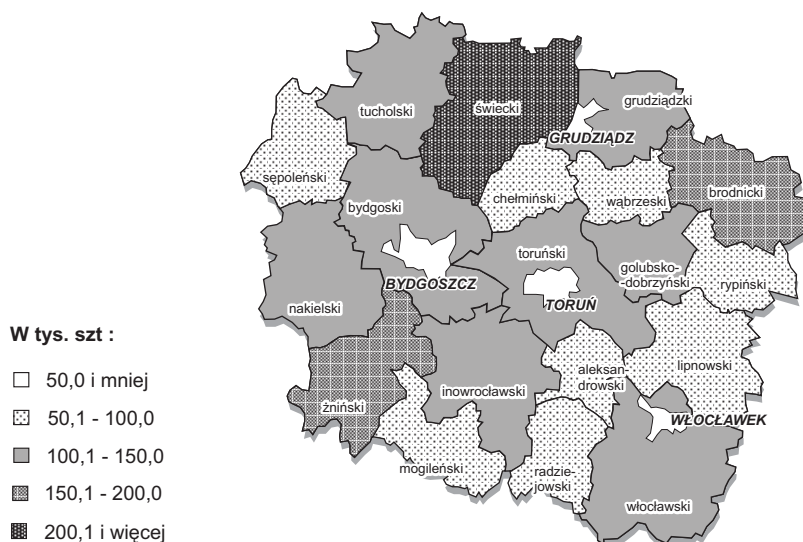 tucholski
świecki
grudziądzki
GRUDZIĄDZ
sępoleński
bydgoski
chełmiński
wąbrzeski
brodnicki
toruński
golubsko-
-dobrzyński
rypiński
BYDGOSZCZ
TORUŃ
nakielski
W tys. szt :
50,0 i mniej
50,1 - 100,0
100,1 - 150,0
150,1 - 200,0
200,1 i więcej
żniński
inowrocławski
aleksan-
drowski
lipnowski
WŁOCŁAWEK
mogileński
radzie-
jowski
włocławski